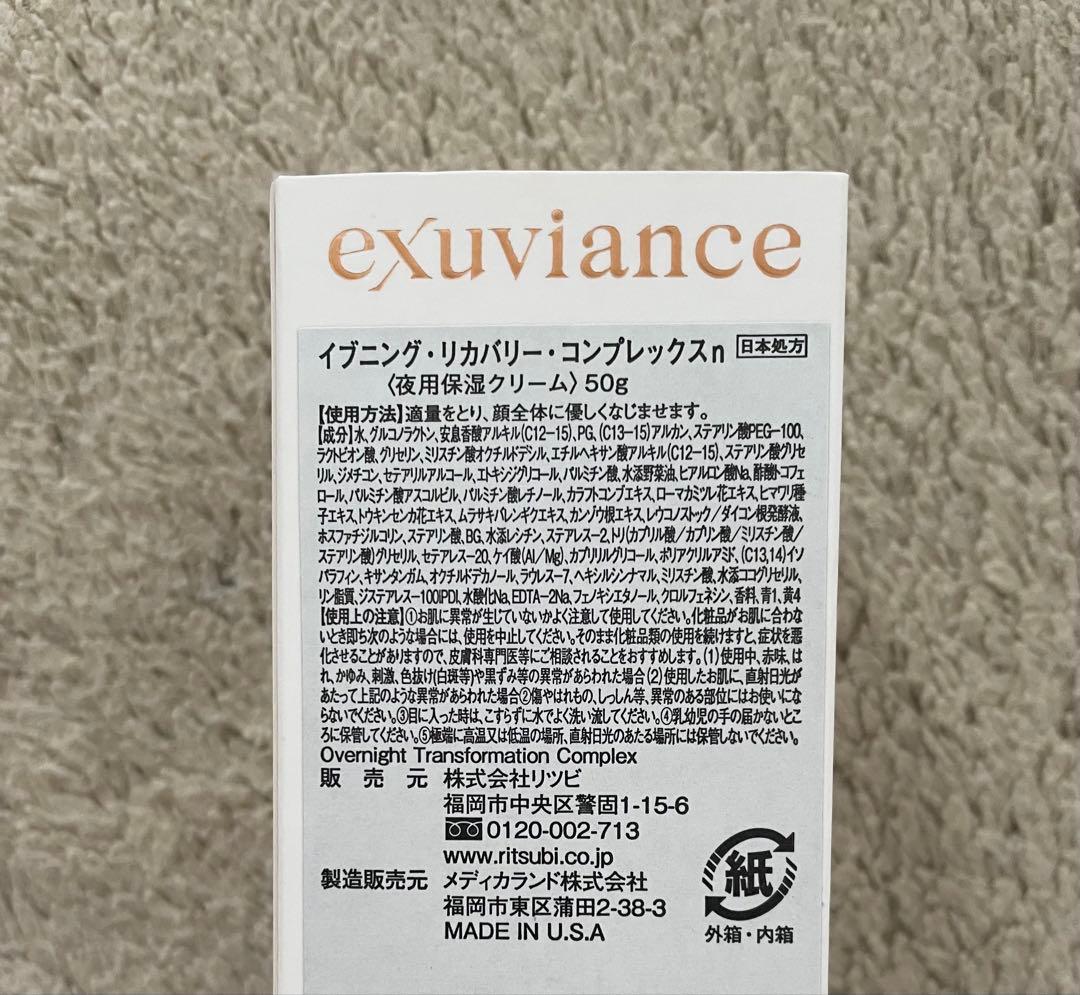 exuviance
イブニング・リカバリー・コンプレックスn 日本処方
〈夜用保湿クリーム〉50g
【使用方法】適量をとり、顔全体に優しくなじませます。
【成分】水、グルコノラクトン、安息香酸アルキル(C12-15)、PG、(C13-15)アルカン、ステアリン酸PEG-100、
ラクトビオン酸、グリセリン、ミリスチン酸オクチルドデシル、エチルヘキサン酸アルキル(C12-15)、ステアリン酸グリセ
リル、ジメチコン、セテアリルアルコール、エトキシジグリコール、パルミチン酸、水添野菜油、ヒアルロン酸Na、酢酸トコフェ
ロール、パルミチン酸アスコルビル、パルミチン酸レチノール、カラフトコンブエキス、ローマカミツレ花エキス、ヒマワリ種
子エキス、トウキンセンカ花エキス、ムラサキバレンギクエキス、カンゾウ根エキス、レウコノストック/ダイコン根発酵液、
ホスファチジルコリン、ステアリン酸、BG、水添レシチン、ステアレス-2、トリ(カプリル酸/カプリン酸/ミリスチン酸/
ステアリン酸)グリセリル、セテアレス-20、ケイ酸(Al/Mg)、カプリリルグリコール、ポリアクリルアミド、(C13,14)イソ
パラフィン、キサンタンガム、オクチルドデカノール、ラウレス-7、ヘキシルシンナマル、ミリスチン酸、水添ココグリセリル、
リン脂質、ジステアレス-100IPDI、水酸化Na、EDTA-2Na、フェノキシエタノール、クロルフェネシン、香料、青1、黄4
【使用上の注意】①お肌に異常が生じていないかよく注意して使用してください。化粧品がお肌に合わな
いとき即ち次のような場合には、使用を中止してください。そのまま化粧品類の使用を続けますと、症状を悪
化させることがありますので、皮膚科専門医等にご相談されることをおすすめします。(1)使用中、赤味、は
れ、かゆみ、刺激、色抜け(白斑等)や黒ずみ等の異常があらわれた場合(2)使用したお肌に、直射日光が
あたって上記のような異常があらわれた場合②傷やはれもの、しっしん等、異常のある部位にはお使いにな
らないでください。③目に入った時は、こすらずに水でよく洗い流してください。④乳幼児の手の届かないとこ
ろに保管してください。⑤極端に高温又は低温の場所、直射日光のあたる場所には保管しないでください。
Overnight Transformation Complex
販売元 株式会社リツビ
福岡市中央区警固1-15-6
0120-002-713
www.ritsubi.co.jp
製造販売元 メディカランド株式会社
福岡市東区蒲田2-38-3
MADE IN U.S.A
紙
外箱・内箱